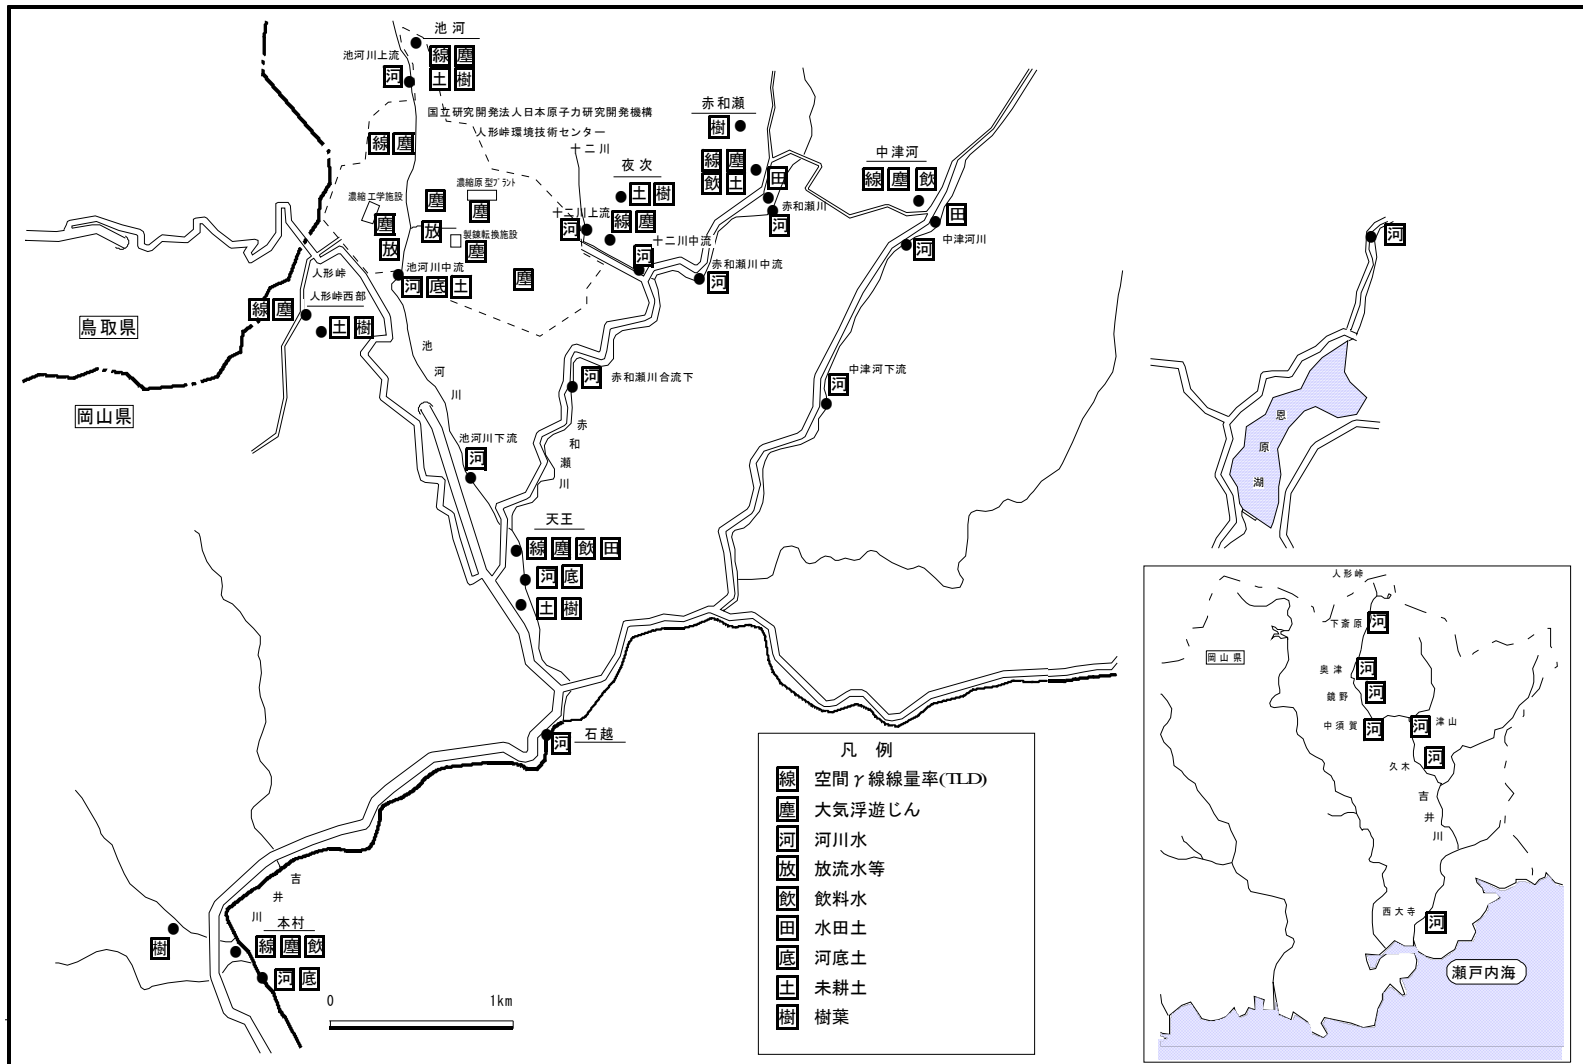 池河
池河川上流
線 塵
河
土 樹
国立研究開発法人日本原子力研究開発機構
人形峠環境技術センター
線 塵
十二川
赤和瀬
樹
線 塵
飲 土
田
赤和瀬川
河
中津河
線 塵 飲
田
中津河川
河
河
夜次
土 樹
線 塵
濃縮工学施設
塵
放
塵
放
濃縮原型プラント
塵
製錬転換施設
塵
塵
十二川上流
河
十二川中流
河
赤和瀬川中流
河
池河川中流
河 底 土
人形峠
人形峠西部
線 塵
土 樹
鳥取県
岡山県
池河川
河
赤和瀬川合流下
河
中津河下流
赤和瀬川
池河川下流
河
恩原湖
天王
線 塵 飲 田
河 底
土 樹
河
石越
吉井川
本村
樹
線 塵 飲
河 底
0 1km
凡 例
線 空間γ線線量率(TLD)
塵 大気浮遊じん
河 河川水
放 放流水等
飲 飲料水
田 水田土
底 河底土
土 未耕土
樹 樹葉
人形峠
下斎原 河
岡山県
奥津 河
鏡野 河
中須賀 河
河 津山
久木 河
吉井川
西大寺 河
瀬戸内海